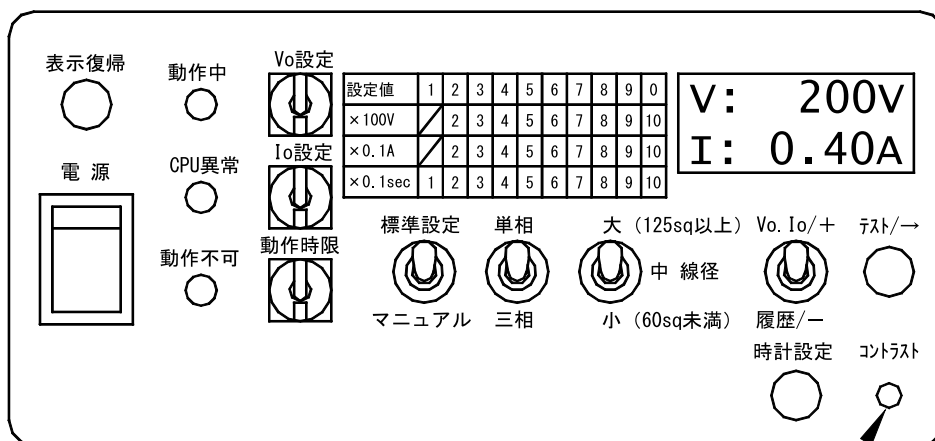 表示復帰
動作中
Vo設定
設定値 1 2 3 4 5 6 7 8 9 0
×100V 2 3 4 5 6 7 8 9 10
×0.1A 2 3 4 5 6 7 8 9 10
×0.1sec 1 2 3 4 5 6 7 8 9 10
V: 200V
I: 0.40A
電 源
CPU異常
Io設定
動作不可
動作時限
標準設定
マニュアル
単相
三相
大 (125sq以上)
中 線径
小 (60sq未満)
Vo.Io/+
履歴/−
テスト/→
時計設定
コントラスト